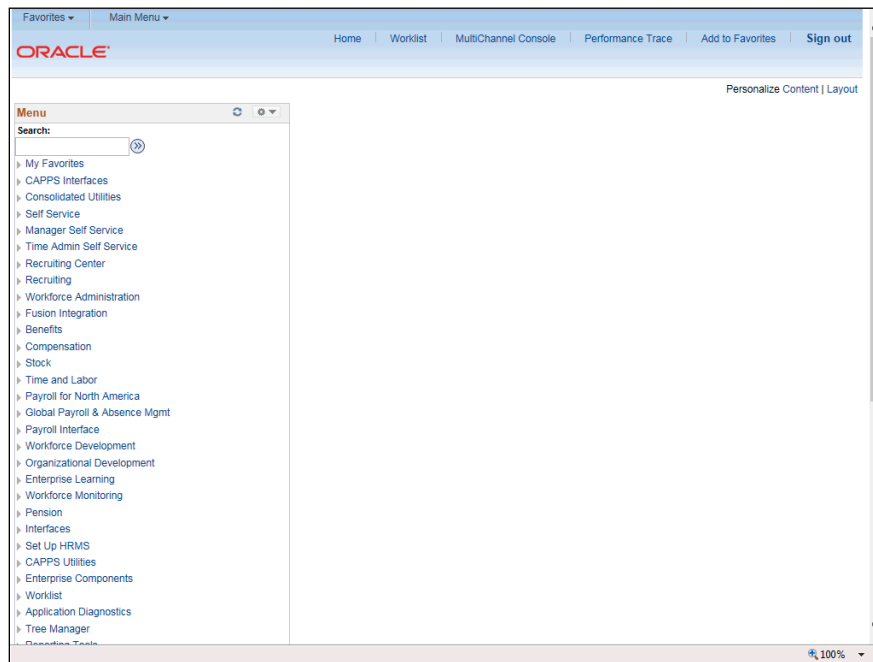 Favorites Main Menu
ORACLE
Home Worklist MultiChannel Console Performance Trace Add to Favorites Sign out
Personalize Content | Layout
Menu
Search:
My Favorites
CAPPS Interfaces
Consolidated Utilities
Self Service
Manager Self Service
Time Admin Self Service
Recruiting Center
Recruiting
Workforce Administration
Fusion Integration
Benefits
Compensation
Stock
Time and Labor
Payroll for North America
Global Payroll & Absence Mgmt
Payroll Interface
Workforce Development
Organizational Development
Enterprise Learning
Workforce Monitoring
Pension
Interfaces
Set Up HRMS
CAPPS Utilities
Enterprise Components
Worklist
Application Diagnostics
Tree Manager
Reporting Tools
100%